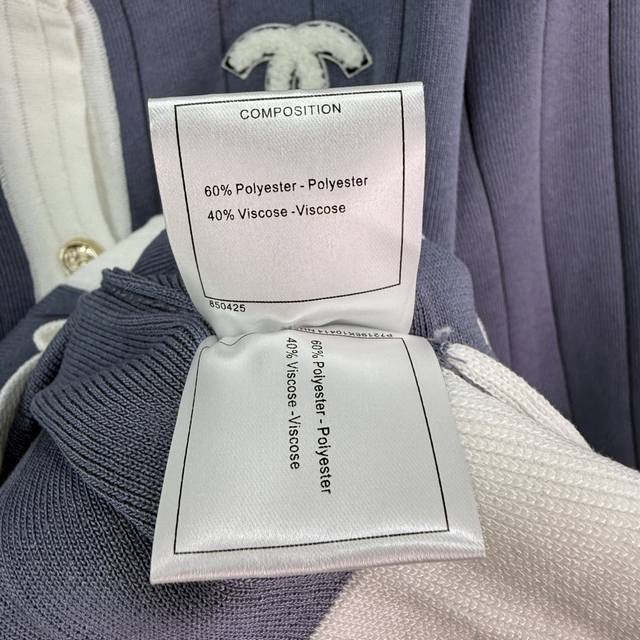 COMPOSITION
60% Polyester - Polyester
40% Viscose -Viscose
850425
60% Polyester - Polyester
40% Viscose -Viscose